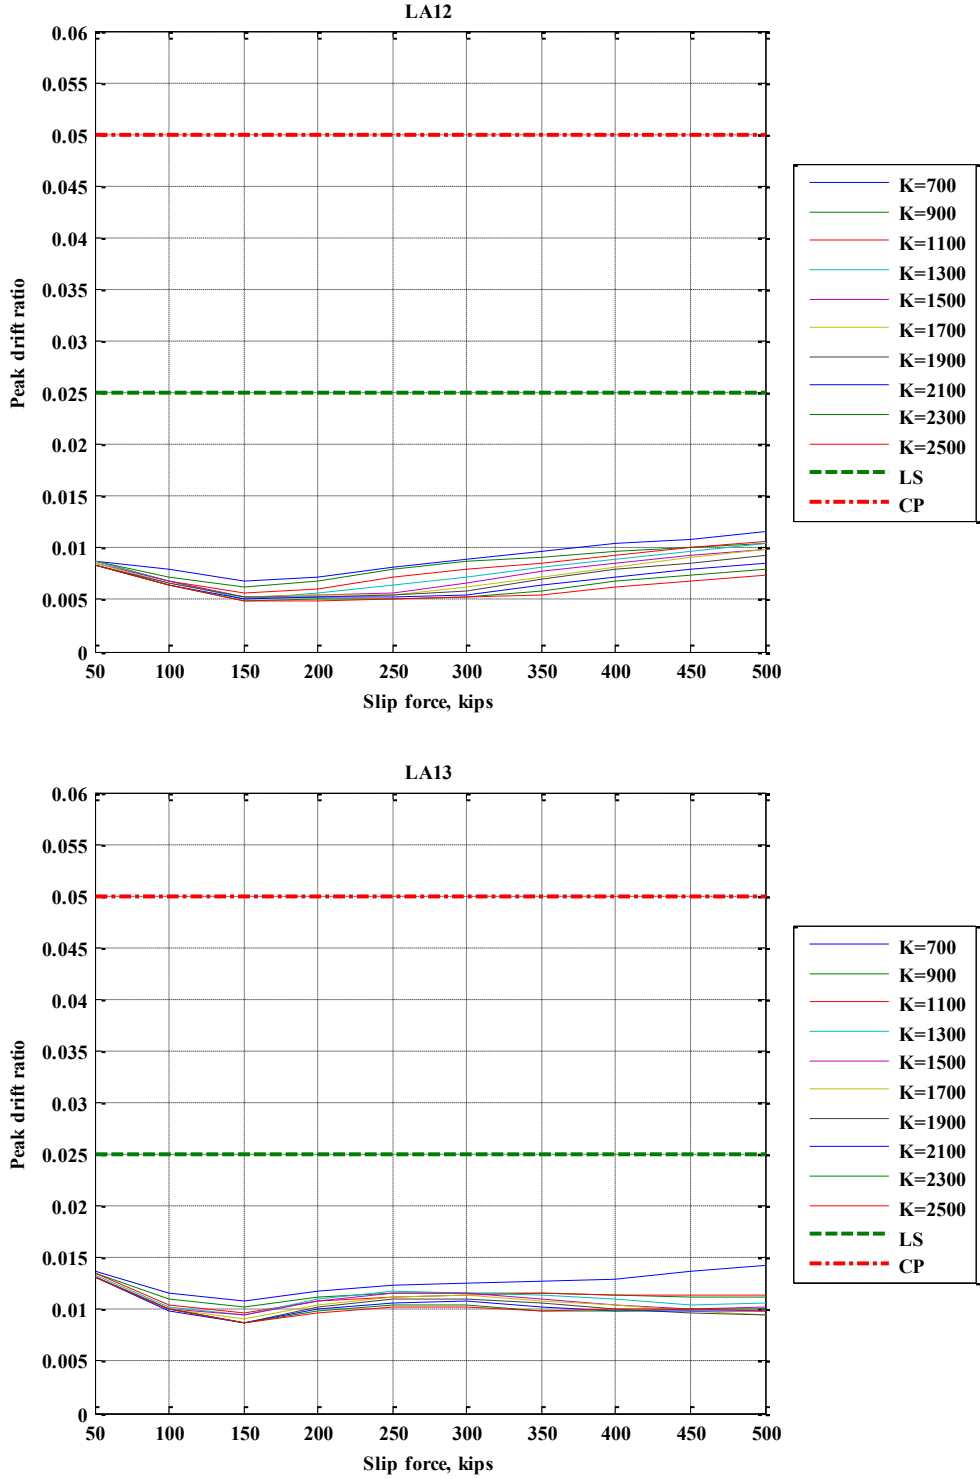 LA12
0.06
0.055
0.05
0.045
0.04
0.035
0.03
0.025
0.02
0.015
0.01
0.005
0
Peak drift ratio
50 100 150 200 250 300 350 400 450 500
Slip force, kips
K=700
K=900
K=1100
K=1300
K=1500
K=1700
K=1900
K=2100
K=2300
K=2500
LS
CP
LA13
0.06
0.055
0.05
0.045
0.04
0.035
0.03
0.025
0.02
0.015
0.01
0.005
0
Peak drift ratio
50 100 150 200 250 300 350 400 450 500
Slip force, kips
K=700
K=900
K=1100
K=1300
K=1500
K=1700
K=1900
K=2100
K=2300
K=2500
LS
CP